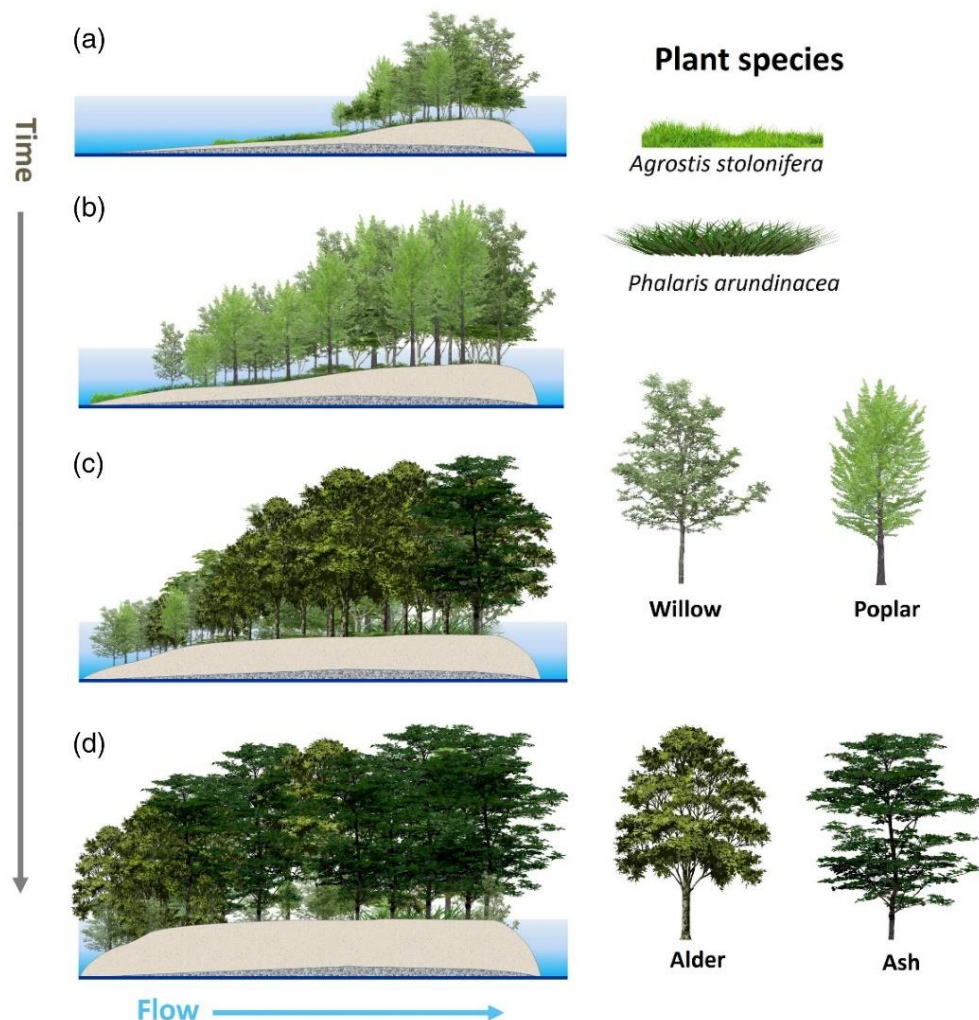 (a)
Plant species
Time
Agrostis stolonifera
(b)
Phalaris arundinacea
(c)
Willow Poplar
(d)
Alder Ash
Flow